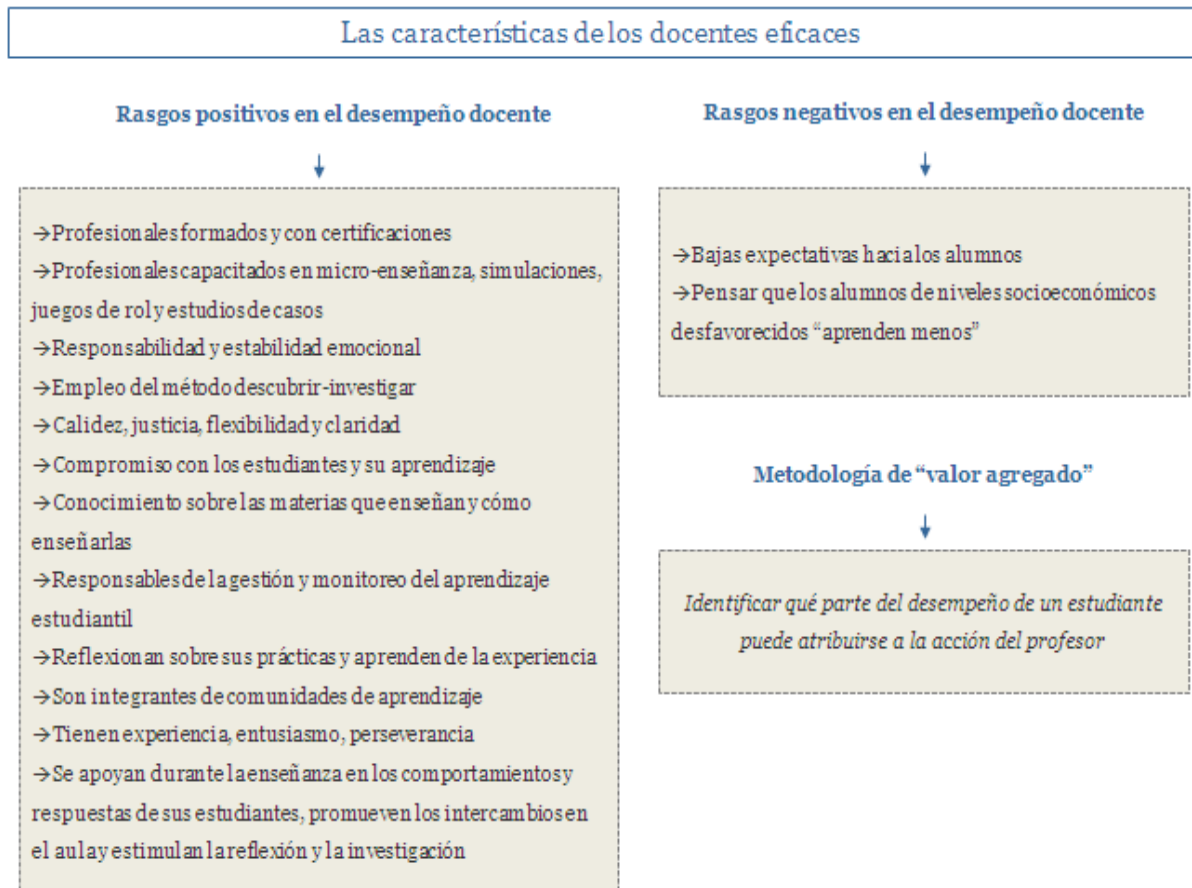 Las características de los docentes eficaces
Rasgos positivos en el desempeño docente
→Profesionales formados y con certificaciones
→Profesionales capacitados en micro-enseñanza, simulaciones,
juegos de rol y estudios de casos
→Responsabilidad y estabilidad emocional
→Empleo del método descubrir-investigar
→Calidez, justicia, flexibilidad y claridad
→Compromiso con los estudiantes y su aprendizaje
→Conocimiento sobre las materias que enseñan y cómo
enseñarlas
→Responsables de la gestión y monitoreo del aprendizaje
estudiantil
→Reflexionan sobre sus prácticas y aprenden de la experiencia
→Son integrantes de comunidades de aprendizaje
→Tienen experiencia, entusiasmo, perseverancia
→Se apoyan durante la enseñanza en los comportamientos y
respuestas de sus estudiantes, promueven los intercambios en
el aula y estimulan la reflexión y la investigación
Rasgos negativos en el desempeño docente
→Bajas expectativas hacia los alumnos
→Pensar que los alumnos de niveles socioeconómicos
desfavorecidos “aprenden menos”
Metodología de “valor agregado”
Identificar qué parte del desempeño de un estudiante
puede atribuirse a la acción del profesor